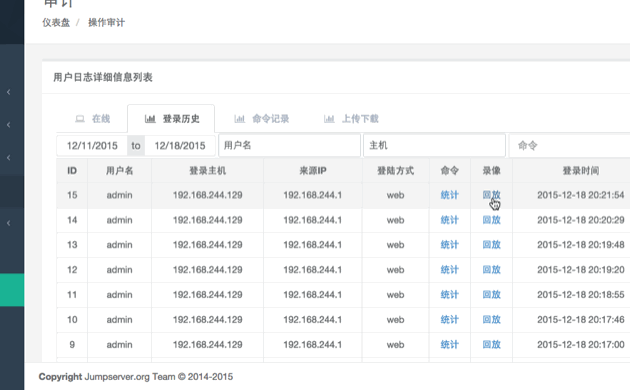 审计
仪表盘 / 操作审计
用户日志详细信息列表
在线 登录历史 命令记录 上传下载
12/11/2015 to 12/18/2015 用户名 主机 命令
ID 用户名 登录主机 来源IP 登陆方式 命令 录像 登录时间
15 admin 192.168.244.129 192.168.244.1 web 统计 回放 2015-12-18 20:21:54
14 admin 192.168.244.129 192.168.244.1 web 统计 回放 2015-12-18 20:20:29
13 admin 192.168.244.129 192.168.244.1 web 统计 回放 2015-12-18 20:19:48
12 admin 192.168.244.129 192.168.244.1 web 统计 回放 2015-12-18 20:19:20
11 admin 192.168.244.129 192.168.244.1 web 统计 回放 2015-12-18 20:18:55
10 admin 192.168.244.129 192.168.244.1 web 统计 回放 2015-12-18 20:17:46
9 admin 192.168.244.129 192.168.244.1 web 统计 回放 2015-12-18 20:17:00
Copyright Jumpserver.org Team © 2014-2015